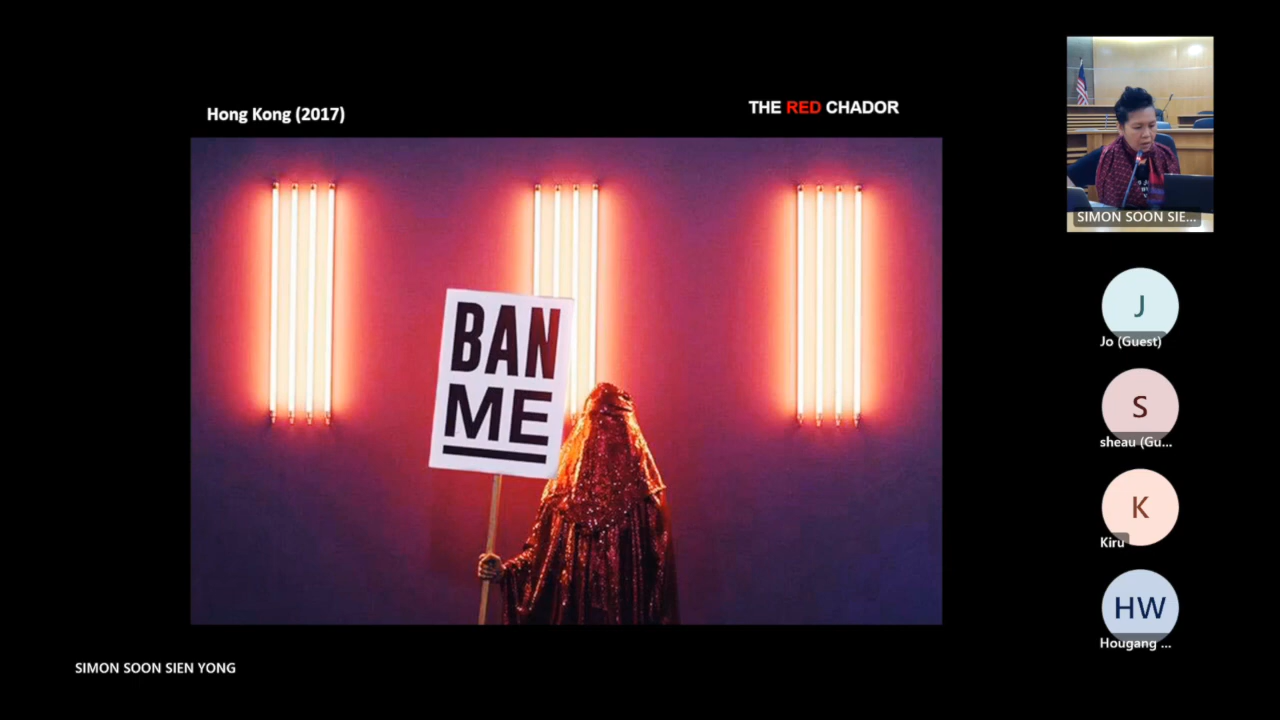 Hong Kong (2017)
THE RED CHADOR
BAN
ME
SIMON SOON SIE...
J
Jo (Guest)
S
sheau (Gu...
K
Kiru
HW
Hougang ...
SIMON SOON SIEN YONG